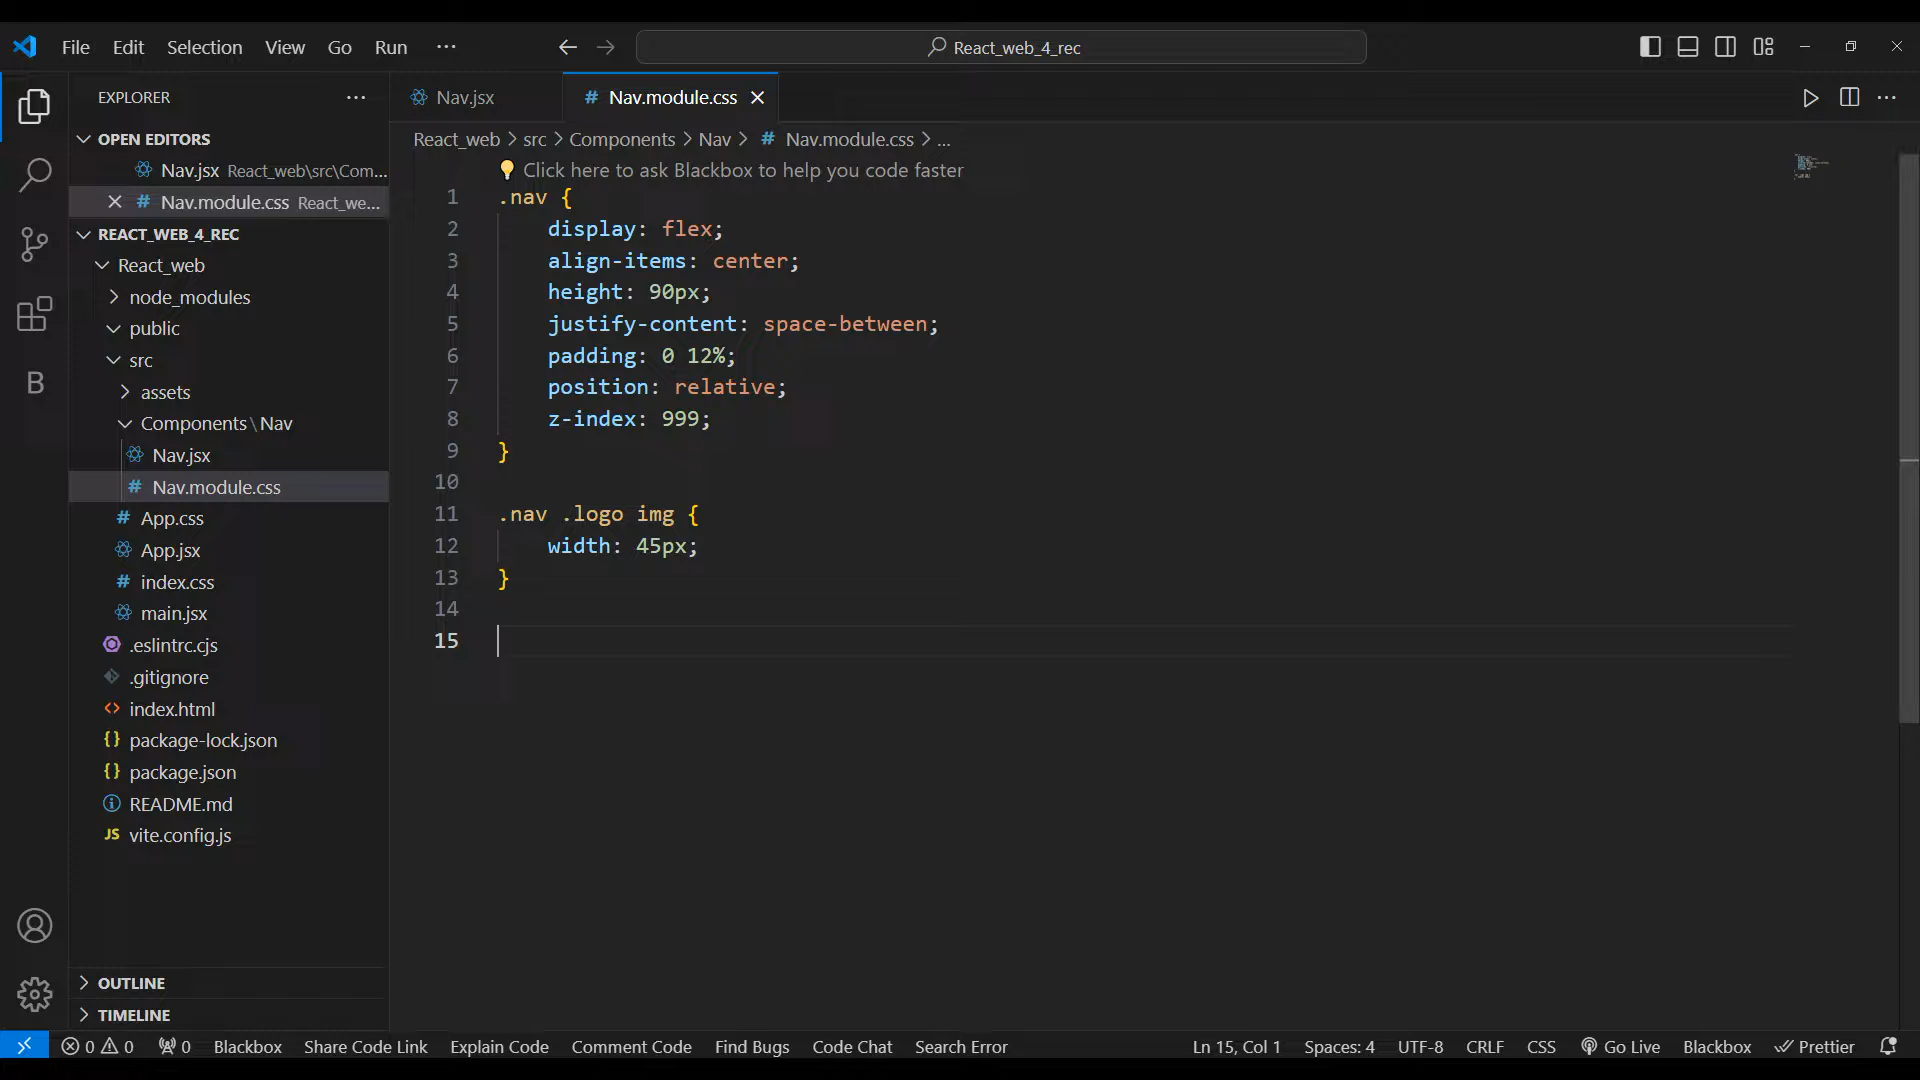 File Edit Selection View Go Run ···
React_web_4_rec
EXPLORER ···
OPEN EDITORS
Nav.jsx React_web\src\Com...
Nav.module.css React_we...
REACT_WEB_4_REC
React_web
node_modules
public
src
assets
Components\Nav
Nav.jsx
Nav.module.css
App.css
App.jsx
index.css
main.jsx
.eslintrc.cjs
.gitignore
index.html
package-lock.json
package.json
README.md
JS vite.config.js
OUTLINE
TIMELINE
Nav.jsx
# Nav.module.css
React_web > src > Components > Nav > # Nav.module.css > ...
Click here to ask Blackbox to help you code faster
1 .nav {
2 display: flex;
3 align-items: center;
4 height: 90px;
5 justify-content: space-between;
6 padding: 0 12%;
7 position: relative;
8 z-index: 999;
9 }
10
11 .nav .logo img {
12 width: 45px;
13 }
14
15
0 0 0 Blackbox Share Code Link Explain Code Comment Code Find Bugs Code Chat Search Error Ln 15, Col 1 Spaces: 4 UTF-8 CRLF CSS Go Live Blackbox Prettier